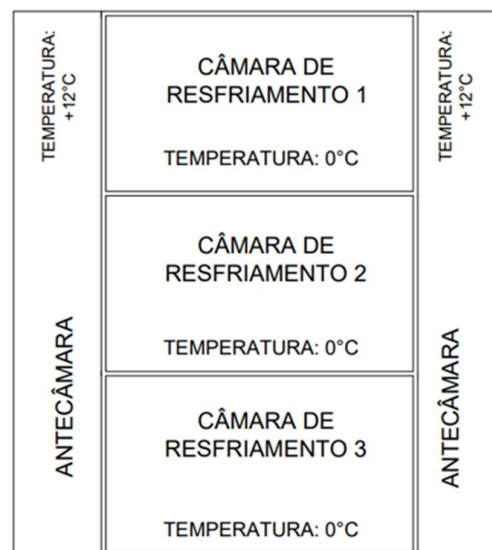 TEMPERATURA:
+12°C
ANTECÂMARA
CÂMARA DE
RESFRIAMENTO 1
TEMPERATURA: 0°C
CÂMARA DE
RESFRIAMENTO 2
TEMPERATURA: 0°C
CÂMARA DE
RESFRIAMENTO 3
TEMPERATURA: 0°C
TEMPERATURA:
+12°C
ANTECÂMARA